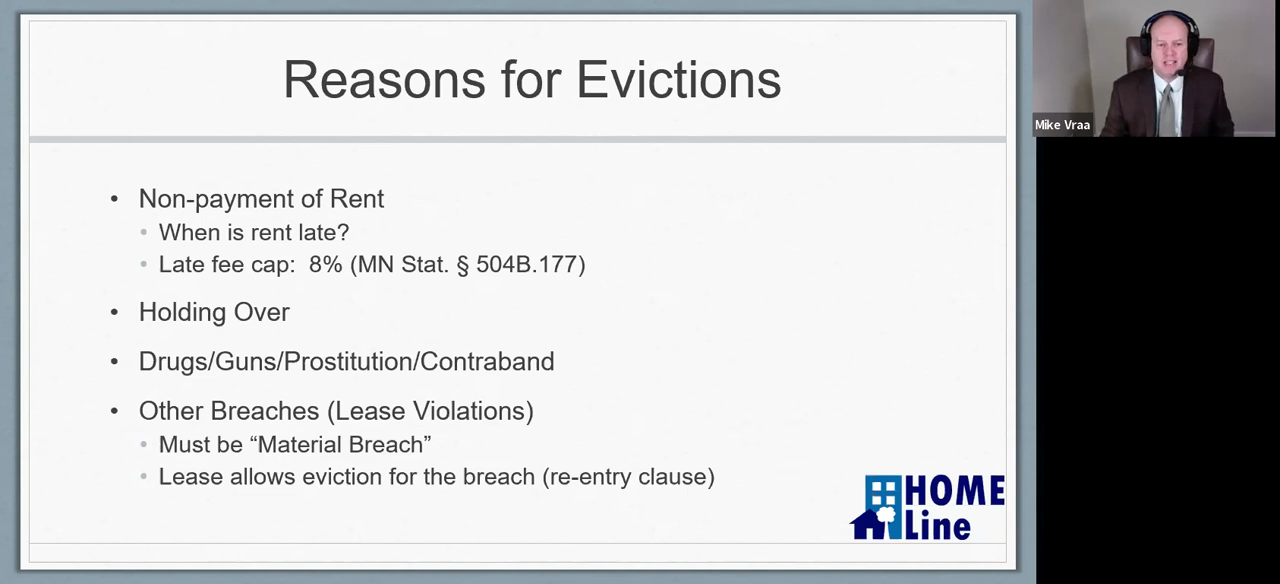 Reasons for Evictions
• Non-payment of Rent
• When is rent late?
• Late fee cap:  8% (MN Stat. § 504B.177)
• Holding Over
• Drugs/Guns/Prostitution/Contraband
• Other Breaches (Lease Violations)
• Must be “Material Breach”
• Lease allows eviction for the breach (re-entry clause)
HOME
Line
Mike Vraa